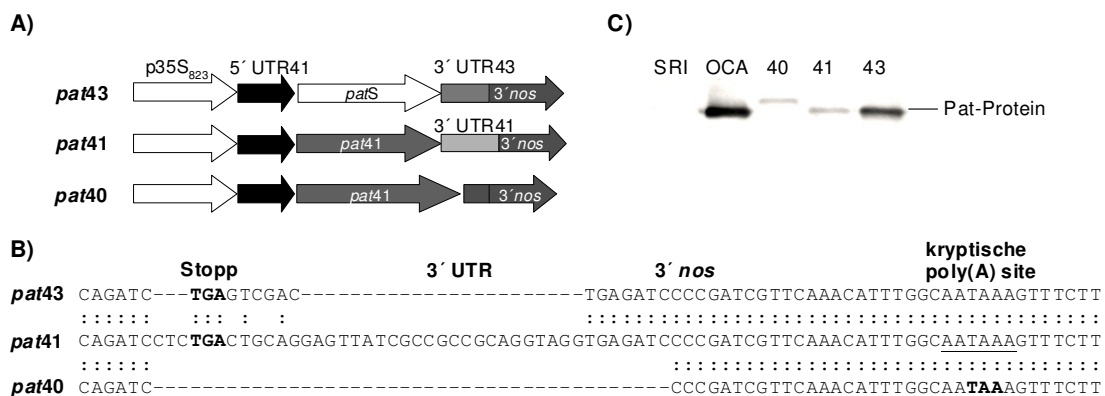 A)
p35S823 5´ UTR41 3´ UTR43
pat43 patS 3´nos
3´ UTR41
pat41 pat41 3´nos
pat40 pat41 3´nos
C)
SRI OCA 40 41 43
Pat-Protein
B)
Stopp 3´ UTR 3´ nos kryptische poly(A) site
pat43 CAGATC---TGAGTCGAC-------------------------TGAGATCCCCGATCGTTCAAACATTTGGCAATAAAGTTTCTT
:::::: ::: : : :::::::::::::::::::::::::::::::::::::::::::::
pat41 CAGATCCTCTGACTGCAGGAGTTATCGCCGCCGCAGGTAGGTGAGATCCCCGATCGTTCAAACATTTGGCAATAAAGTTTCTT
:::::: ::::::::::::::::::::::::::::::::::::::
pat40 CAGATC----------------------------------------------CCCGATCGTTCAAACATTTGGCAATAAAGTTTCTT